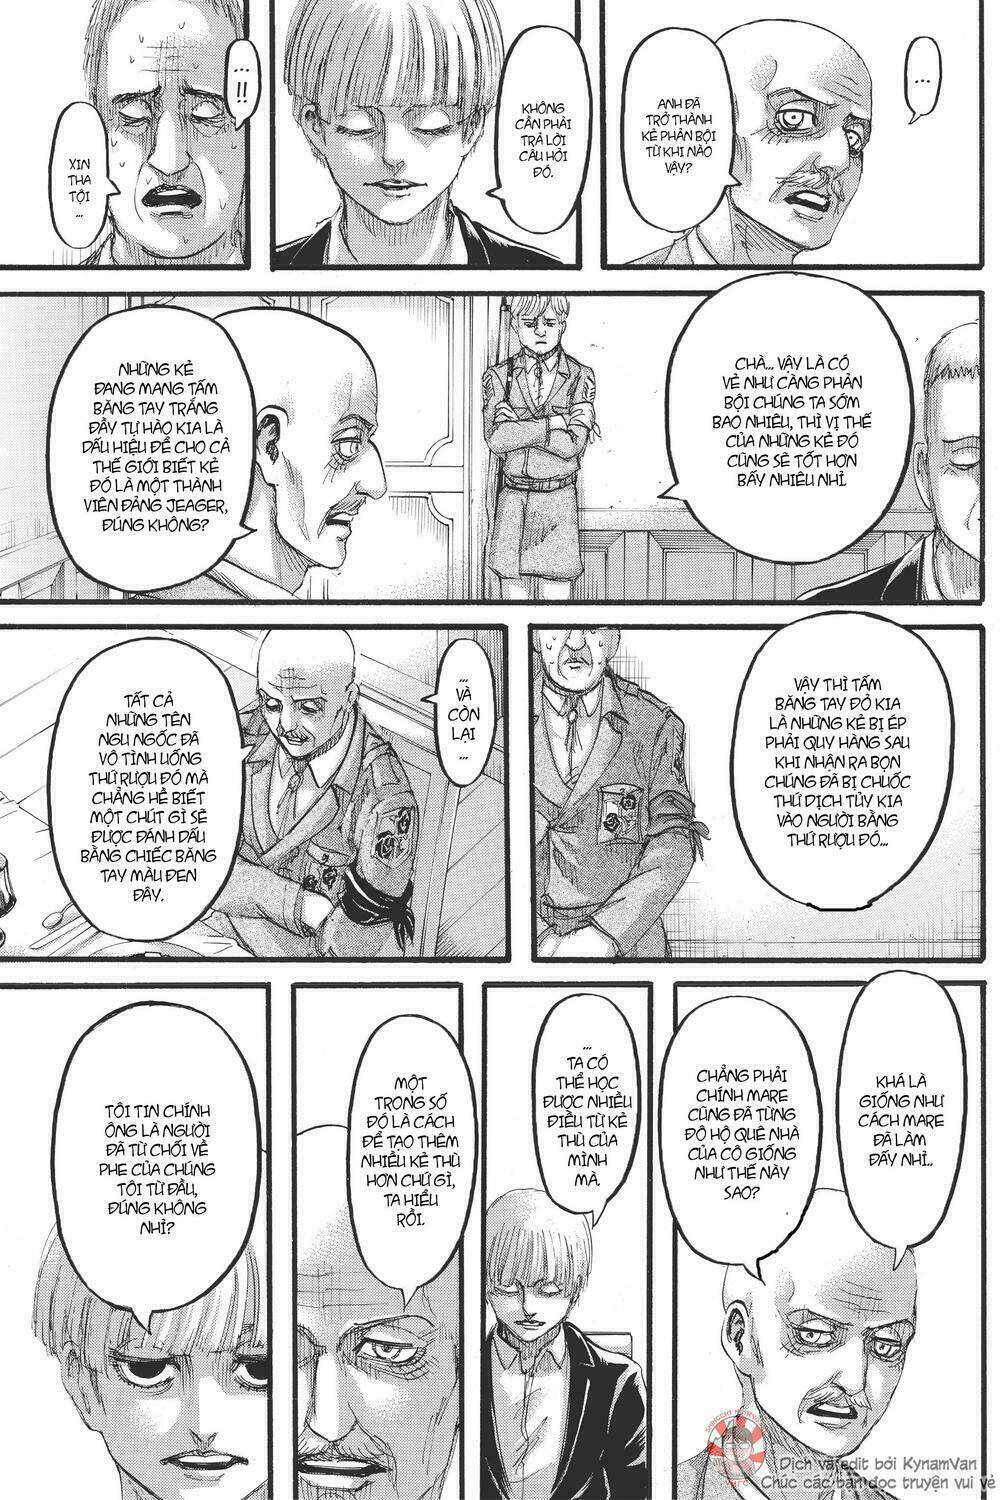 ...
ANH ĐÃ
TRỞ THÀNH
KẺ PHẢN BỘI
TỪ KHI NÀO
VẬY?
KHÔNG
CẦN PHẢI
TRẢ LỜI
CÂU HỎI
ĐÓ.
...
!!
XIN
THA
TỘI
...
CHÀ... VẬY LÀ CÓ
VẺ NHƯ CÀNG PHẢN
BỘI CHÚNG TA SỚM
BAO NHIÊU, THÌ VỊ THẾ
CỦA NHỮNG KẺ ĐÓ
CŨNG SẼ TỐT HƠN
BẤY NHIÊU NHỈ.
NHỮNG KẺ
ĐANG MANG TẤM
BĂNG TAY TRẮNG
ĐẦY TỰ HÀO KIA LÀ
DẤU HIỆU ĐỂ CHO CẢ
THẾ GIỚI BIẾT KẺ
ĐÓ LÀ MỘT THÀNH
VIÊN ĐẢNG JEAGER,
ĐÚNG KHÔNG?
VẬY THÌ TẤM
BĂNG TAY ĐỎ KIA
LÀ NHỮNG KẺ BỊ ÉP
PHẢI QUY HÀNG SAU
KHI NHẬN RA BỌN
CHÚNG ĐÃ BỊ CHUỐC
THỨ DỊCH TỦY KIA
VÀO NGƯỜI BẰNG
THỨ RƯỢU ĐÓ...
...
VÀ
CÒN
LẠI
...
TẤT CẢ
NHỮNG TÊN
NGU NGỐC ĐÃ
VÔ TÌNH UỐNG
THỨ RƯỢU ĐÓ MÀ
CHẲNG HỀ BIẾT
MỘT CHÚT GÌ SẼ
ĐƯỢC ĐÁNH DẤU
BẰNG CHIẾC BĂNG
TAY MÀU ĐEN
ĐÂY.
KHÁ LÀ
GIỐNG NHƯ
CÁCH MARE
ĐÃ LÀM
ĐẤY NHỈ..
CHẲNG PHẢI
CHÍNH MARE
CŨNG ĐÃ TỪNG
ĐÔ HỘ QUÊ NHÀ
CỦA CÔ GIỐNG
NHƯ THẾ NÀY
SAO?
...
TA CÓ
THỂ HỌC
ĐƯỢC NHIỀU
ĐIỀU TỪ KẺ
THÙ CỦA
MÌNH
MÀ.
MỘT
TRONG SỐ
ĐÓ LÀ CÁCH
ĐỂ TẠO THÊM
NHIỀU KẺ THÙ
HƠN CHỨ GÌ,
TA HIỂU
RỒI.
TÔI TIN CHÍNH
ÔNG LÀ NGƯỜI
ĐÃ TỪ CHỐI VỀ
PHE CỦA CHÚNG
TÔI TỪ ĐẦU,
ĐÚNG KHÔNG
NHỈ?
Dịch và edit bởi KynamVan
Chúc các bạn đọc truyện vui vẻ